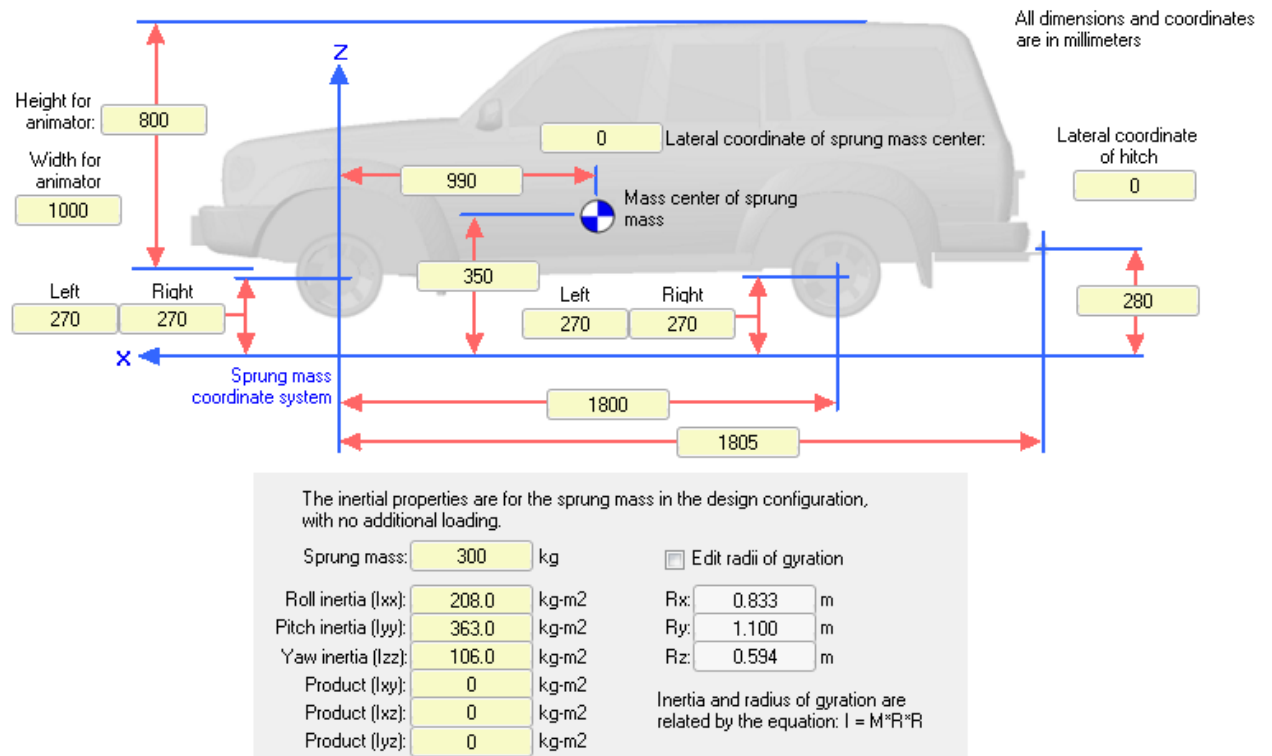 All dimensions and coordinates
are in millimeters
Z
Height for
animator:
800
0
Lateral coordinate of sprung mass center:
Lateral coordinate
of hitch
0
Width for
animator
1000
990
Mass center of sprung
mass
350
Left
Right
270
270
Left
Right
270
270
280
X
Sprung mass
coordinate system
1800
1805
The inertial properties are for the sprung mass in the design configuration,
with no additional loading.
Sprung mass: 300 kg
Edit radii of gyration
Roll inertia (Ixx): 208.0 kg-m2
Rx: 0.833 m
Pitch inertia (Iyy): 363.0 kg-m2
Ry: 1.100 m
Yaw inertia (Izz): 106.0 kg-m2
Rz: 0.594 m
Product (Ixy): 0 kg-m2
Product (Ixz): 0 kg-m2
Product (Iyz): 0 kg-m2
Inertia and radius of gyration are
related by the equation: I = M*R*R